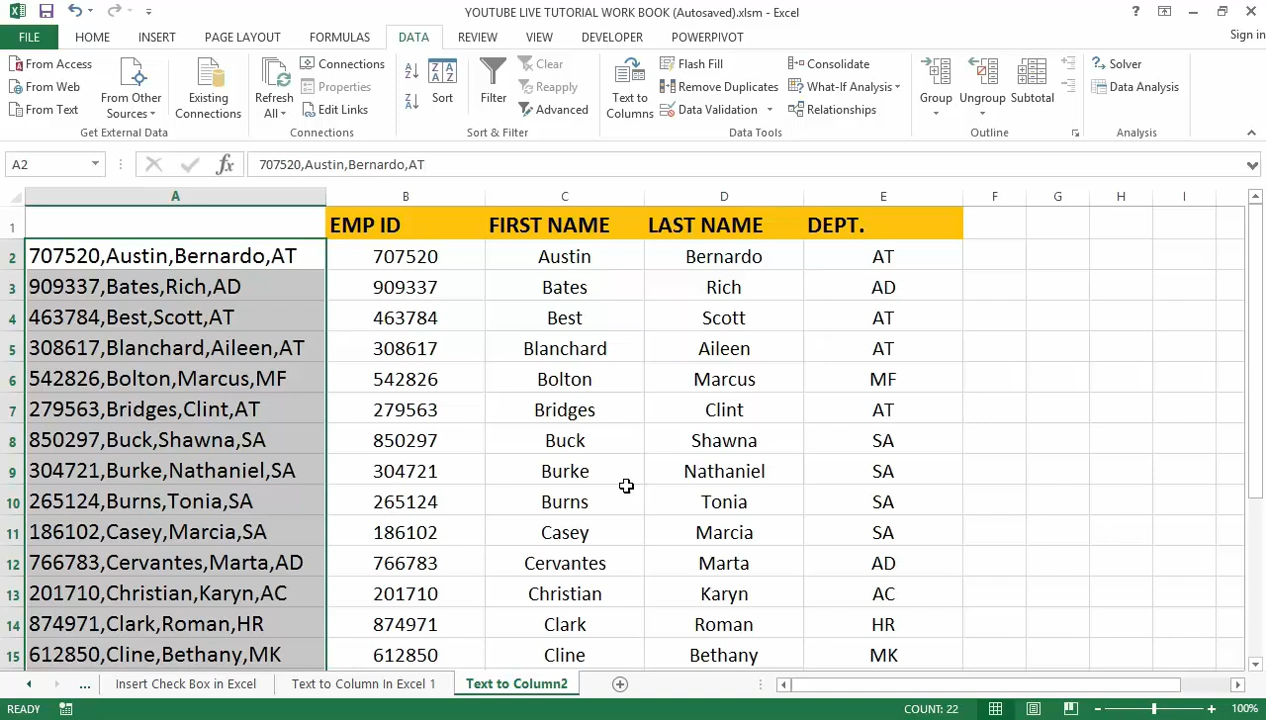 YOUTUBE LIVE TUTORIAL WORK BOOK (Autosaved).xlsm - Excel
FILE HOME INSERT PAGE LAYOUT FORMULAS DATA REVIEW VIEW DEVELOPER POWERPIVOT Sign in
From Access
From Web
From Text
From Other Sources
Existing Connections
Get External Data
Refresh All
Connections
Properties
Edit Links
Connections
Sort
Filter
Clear
Reapply
Advanced
Sort & Filter
Text to Columns
Flash Fill
Remove Duplicates
Data Validation
Consolidate
What-If Analysis
Relationships
Data Tools
Group
Ungroup
Subtotal
Outline
Solver
Data Analysis
Analysis
A2 fx 707520,Austin,Bernardo,AT
A B C D E F G H I
1 EMP ID FIRST NAME LAST NAME DEPT.
2 707520,Austin,Bernardo,AT 707520 Austin Bernardo AT
3 909337,Bates,Rich,AD 909337 Bates Rich AD
4 463784,Best,Scott,AT 463784 Best Scott AT
5 308617,Blanchard,Aileen,AT 308617 Blanchard Aileen AT
6 542826,Bolton,Marcus,MF 542826 Bolton Marcus MF
7 279563,Bridges,Clint,AT 279563 Bridges Clint AT
8 850297,Buck,Shawna,SA 850297 Buck Shawna SA
9 304721,Burke,Nathaniel,SA 304721 Burke Nathaniel SA
10 265124,Burns,Tonia,SA 265124 Burns Tonia SA
11 186102,Casey,Marcia,SA 186102 Casey Marcia SA
12 766783,Cervantes,Marta,AD 766783 Cervantes Marta AD
13 201710,Christian,Karyn,AC 201710 Christian Karyn AC
14 874971,Clark,Roman,HR 874971 Clark Roman HR
15 612850,Cline,Bethany,MK 612850 Cline Bethany MK
... Insert Check Box in Excel Text to Column In Excel 1 Text to Column2
READY COUNT: 22 100%